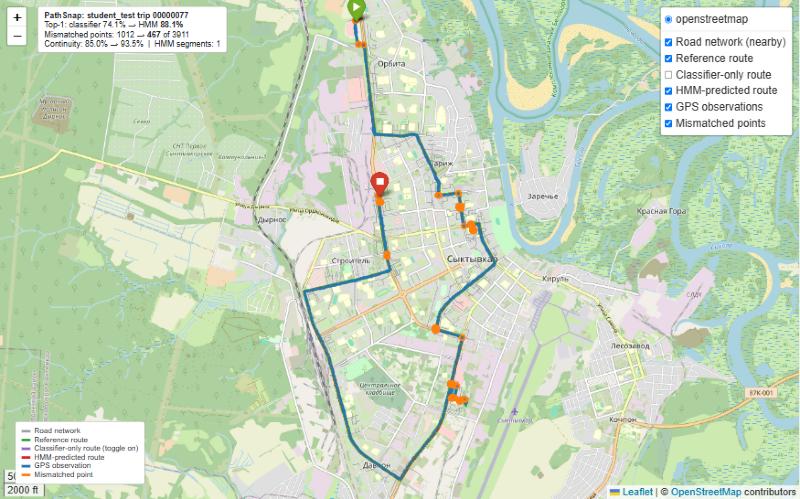 +
−
PathSnap: student_test trip 00000077
Top-1: classifier 74.1% → HMM 88.1%
Mismatched points: 1012 → 467 of 3911
Continuity: 85.0% → 93.5% | HMM segments: 1
openstreetmap
Road network (nearby)
Reference route
Classifier-only route
HMM-predicted route
GPS observations
Mismatched points
Орбита
СНТ Первое
Париж
Заречье
Красная Гора
Дырнос
Строитель
Сыктывкар
Кируль
Лесозавод
87К-001
Центральное
кладбище
Кочпон
Давпон
Road network
Reference route
Classifier-only route (toggle on)
HMM-predicted route
GPS observation
Mismatched point
2000 ft
Leaflet | © OpenStreetMap contributors